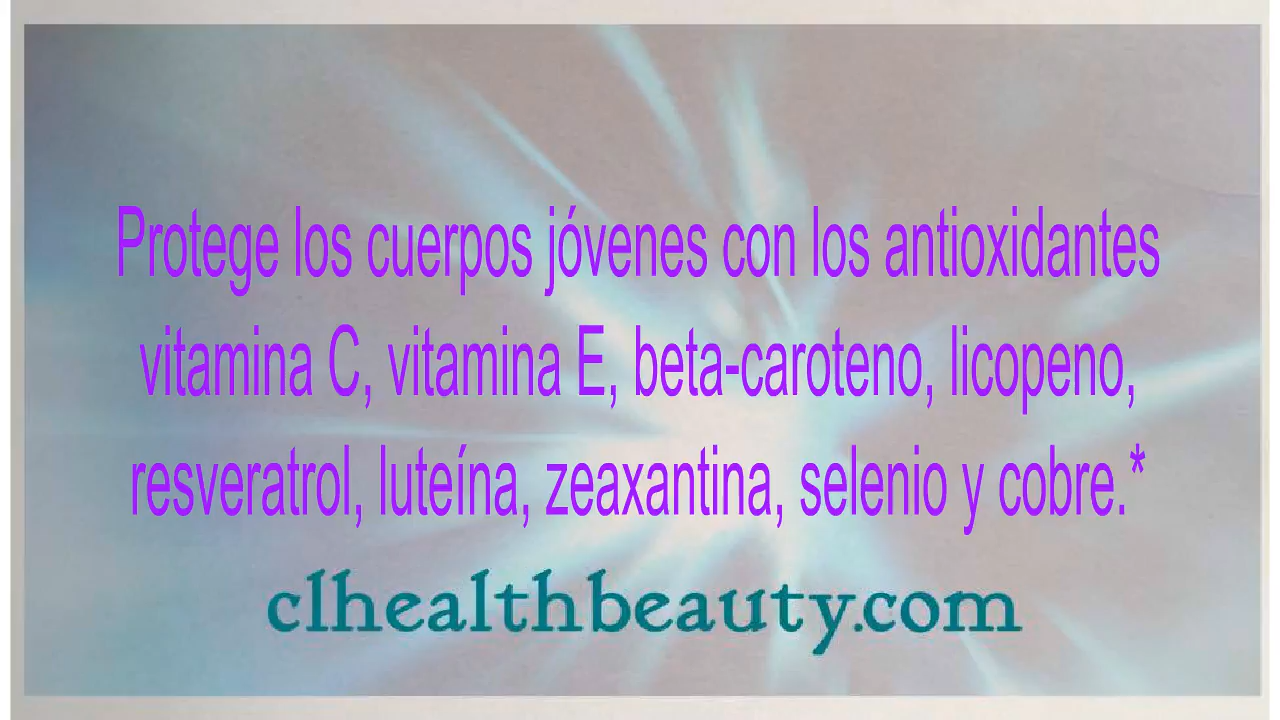 Protege los cuerpos jóvenes con los antioxidantes
vitamina C, vitamina E, beta-caroteno, licopeno,
resveratrol, luteína, zeaxantina, selenio y cobre.*
clhealthbeauty.com